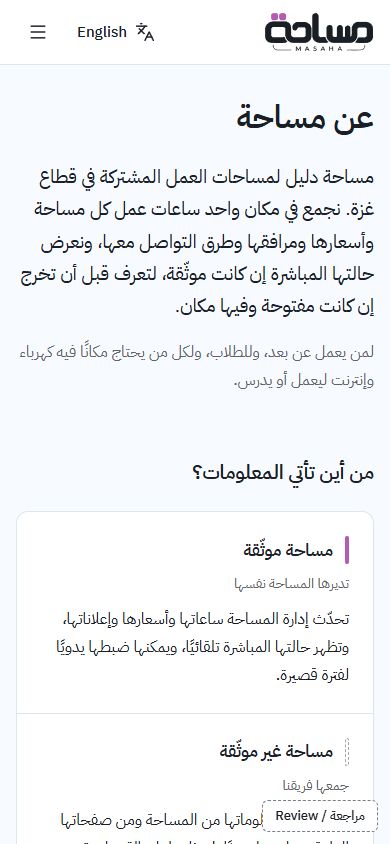 مساحة
MASAHA
English
عن مساحة
مساحة دليل لمساحات العمل المشتركة في قطاع
غزة. نجمع في مكان واحد ساعات عمل كل مساحة
وأسعارها ومرافقها وطرق التواصل معها، ونعرض
حالتها المباشرة إن كانت موثّقة، لتعرف قبل أن تخرج
إن كانت مفتوحة وفيها مكان.
لمن يعمل عن بعد، وللطلاب، ولكل من يحتاج مكانًا فيه كهرباء
وإنترنت ليعمل أو يدرس.
من أين تأتي المعلومات؟
مساحة موثّقة
تديرها المساحة نفسها
تحدّث إدارة المساحة ساعاتها وأسعارها وإعلاناتها،
وتظهر حالتها المباشرة تلقائيًا، ويمكنها ضبطها يدويًا
لفترة قصيرة.
مساحة غير موثّقة
جمعها فريقنا
من المساحة ومن صفحاتها
مراجعة / Review